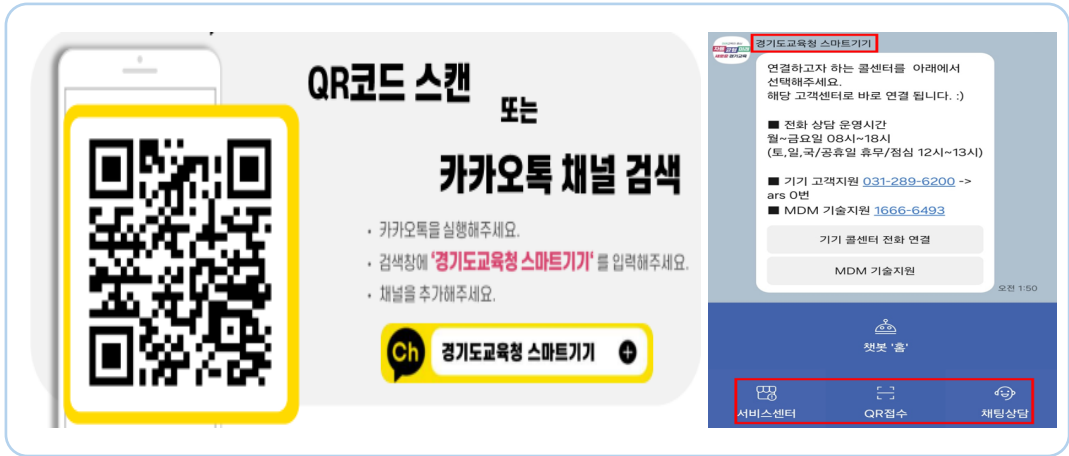 QR코드 스캔
또는
카카오톡 채널 검색
• 카카오톡을 실행해주세요.
• 검색창에 '경기도교육청 스마트기기' 를 입력해주세요.
• 채널을 추가해주세요.
Ch 경기도교육청 스마트기기
경기도교육청 스마트기기
연결하고자 하는 콜센터를 아래에서
선택해주세요.
해당 고객센터로 바로 연결 됩니다. :)
■ 전화 상담 운영시간
월~금요일 08시~18시
(토,일,국/공휴일 휴무/점심 12시~13시)
■ 기기 고객지원 031-289-6200 ->
ars 0번
■ MDM 기술지원 1666-6493
기기 콜센터 전화 연결
MDM 기술지원
오전 1:50
챗봇 '홈'
서비스센터
QR접수
채팅상담